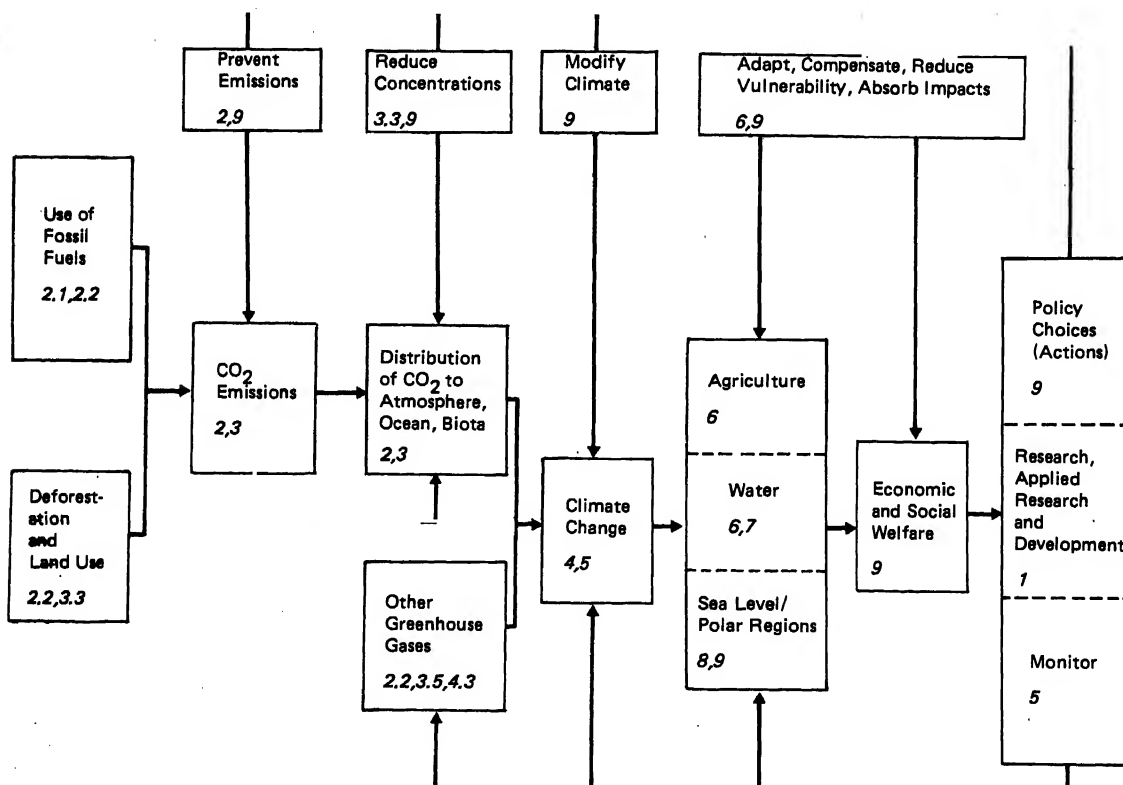 Prevent
Emissions
2,9
Reduce
Concentrations
3.3,9
Modify
Climate
9
Adapt, Compensate, Reduce
Vulnerability, Absorb Impacts
6,9
Use of
Fossil
Fuels
2.1,2.2
Deforest-
ation
and
Land Use
2.2,3.3
CO2
Emissions
2,3
Distribution
of CO2 to
Atmosphere,
Ocean, Biota
2,3
Other
Greenhouse
Gases
2.2,3.5,4.3
Climate
Change
4,5
Agriculture
6
Water
6,7
Sea Level/
Polar Regions
8,9
Economic
and Social
Welfare
9
Policy
Choices
(Actions)
9
Research,
Applied
Research
and
Development
1
Monitor
5